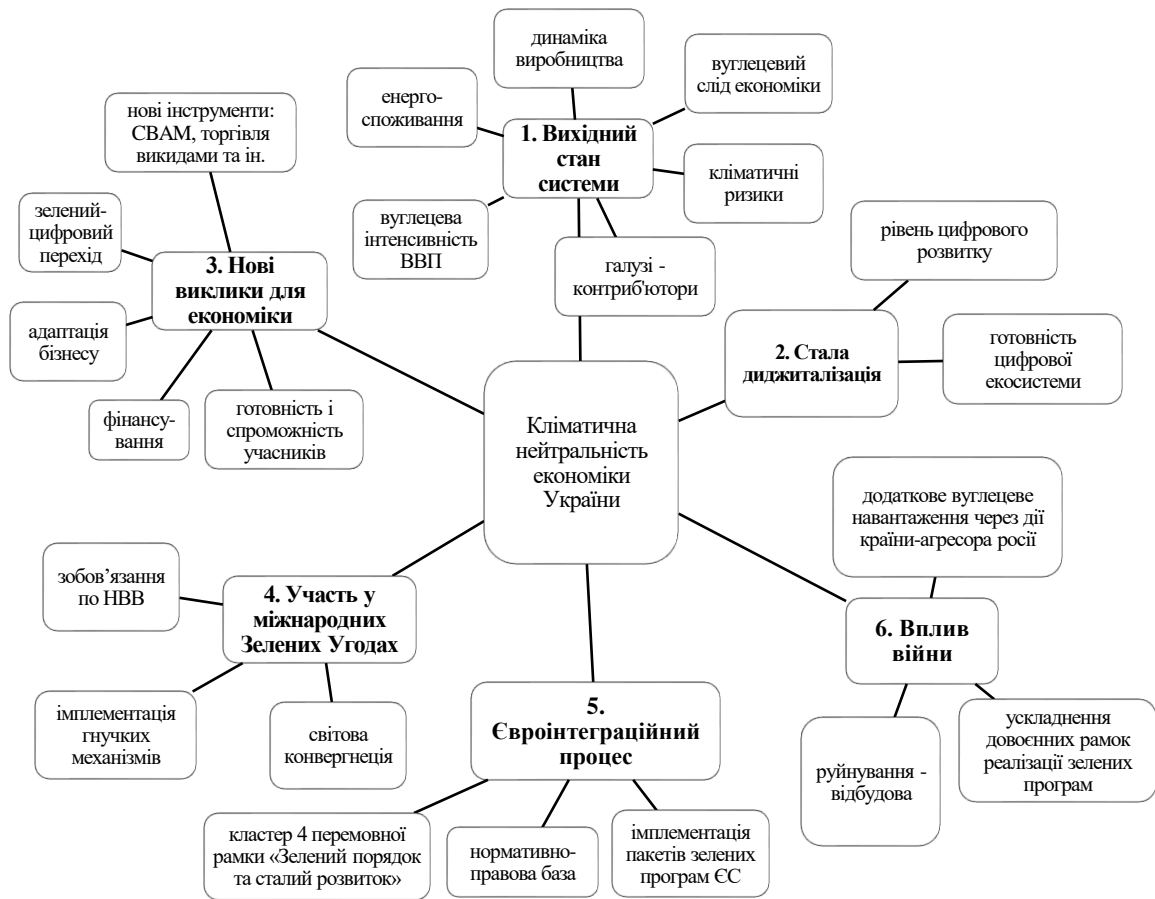 динаміка
виробництва
вуглецевий
слід економіки
енерго-
споживання
нові інструменти:
СВАМ, торгівля
викидами та ін.
1. Вихідний
стан
системи
кліматичні
ризики
вуглецева
інтенсивність
ВВП
галузі -
контриб'ютори
зелений-
цифровий
перехід
3. Нові
виклики для
економіки
адаптація
бізнесу
фінансу-
вання
готовність і
спроможність
учасників
рівень цифрового
розвитку
2. Стала
диджиталізація
готовність
цифрової
екосистеми
Кліматична
нейтральність
економіки
України
зобов’язання
по НВВ
4. Участь у
міжнародних
Зелених Угодах
імплементація
гнучких
механізмів
світова
конвергнеція
5.
Євроінтеграційний
процес
кластер 4 перемовної
рамки «Зелений порядок
та сталий розвиток»
нормативно-
правова база
імплементація
пакетів зелених
програм ЄС
додаткове вуглецеве
навантаження через дії
країни-агресора росії
6. Вплив
війни
руйнування -
відбудова
ускладнення
довоєнних рамок
реалізації зелених
програм